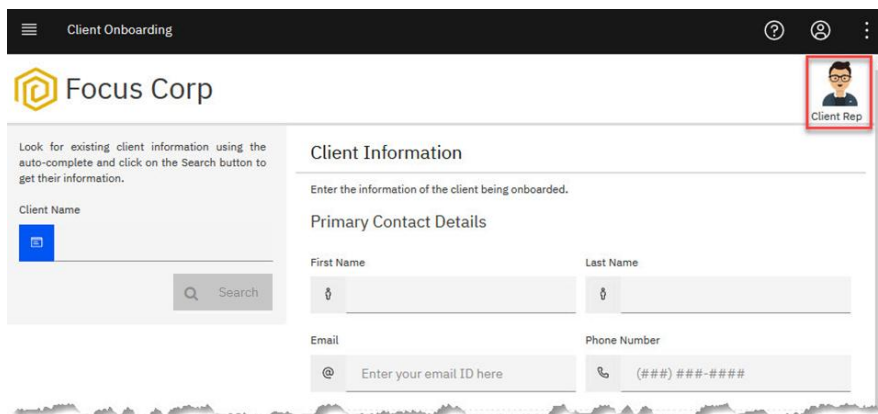 Client Onboarding
Focus Corp
Client Rep
Look for existing client information using the
auto-complete and click on the Search button to
get their information.
Client Name
Search
Client Information
Enter the information of the client being onboarded.
Primary Contact Details
First Name
Last Name
Email
Phone Number
@ Enter your email ID here
(###) ###-####